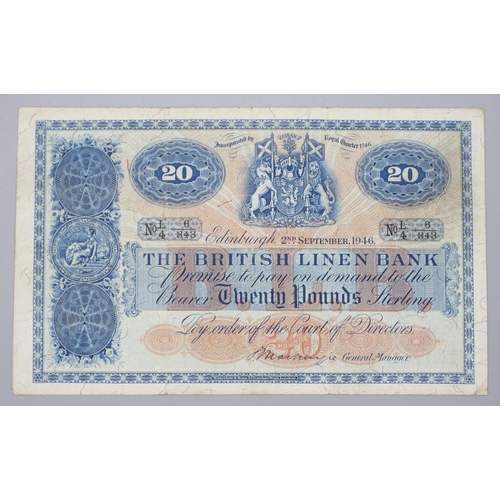 Incorporated by Royal Charter 1746.
20 20
No L/4 6/843 No L/4 6/843
Edinburgh, 2ND SEPTEMBER, 1946.
THE BRITISH LINEN BANK
Promise to pay on demand to the
Bearer Twenty Pounds Sterling
By order of the Court of Directors.
General Manager.